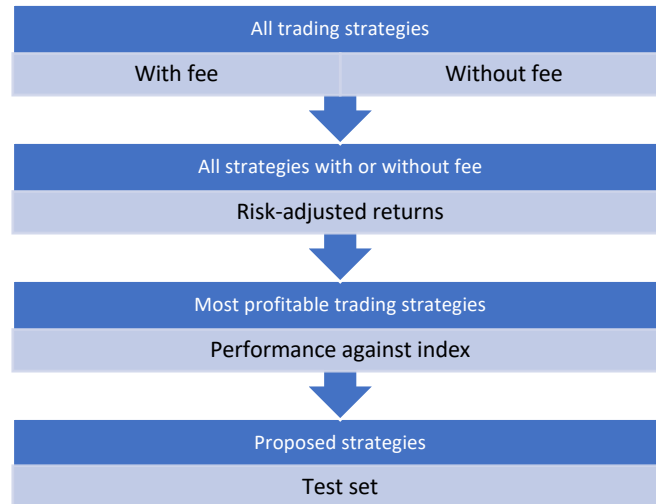 All trading strategies
With fee
Without fee
All strategies with or without fee
Risk-adjusted returns
Most profitable trading strategies
Performance against index
Proposed strategies
Test set